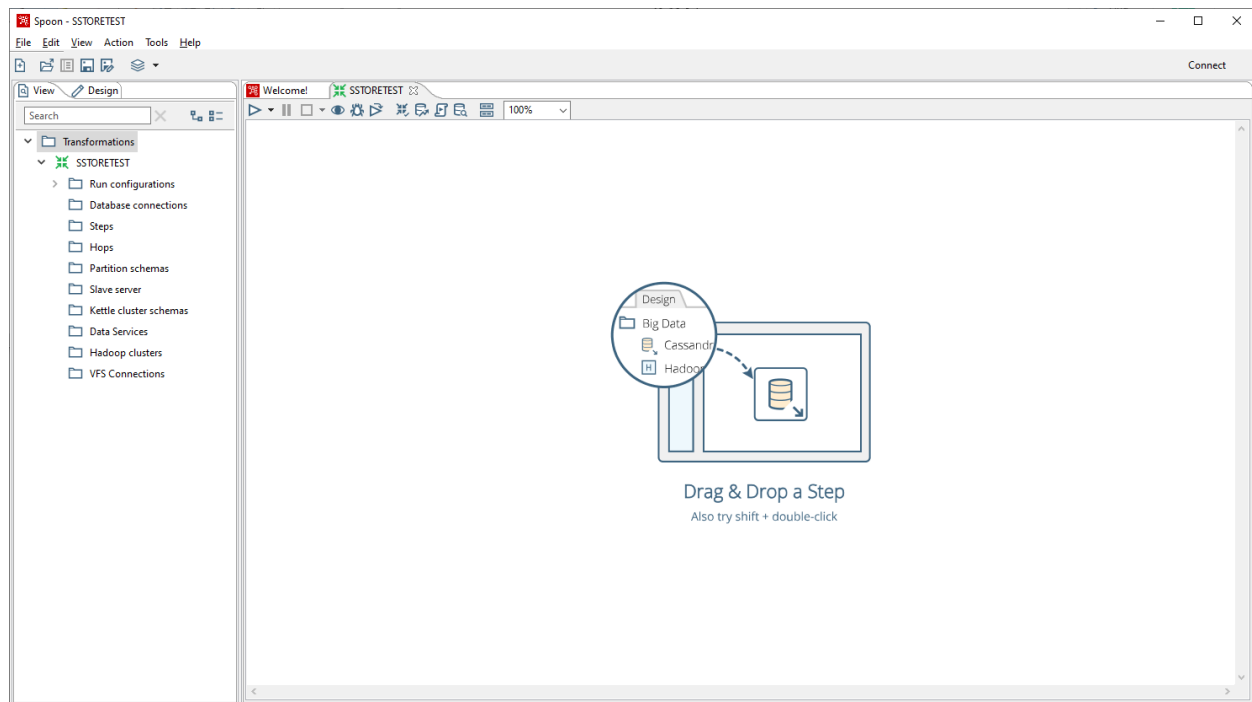 Spoon - SSTORETEST
File Edit View Action Tools Help
Connect
View Design
Welcome! SSTORETEST
Search
100%
Transformations
SSTORETEST
Run configurations
Database connections
Steps
Hops
Partition schemas
Slave server
Kettle cluster schemas
Data Services
Hadoop clusters
VFS Connections
Design
Big Data
Cassandr
H Hadoop
Drag & Drop a Step
Also try shift + double-click